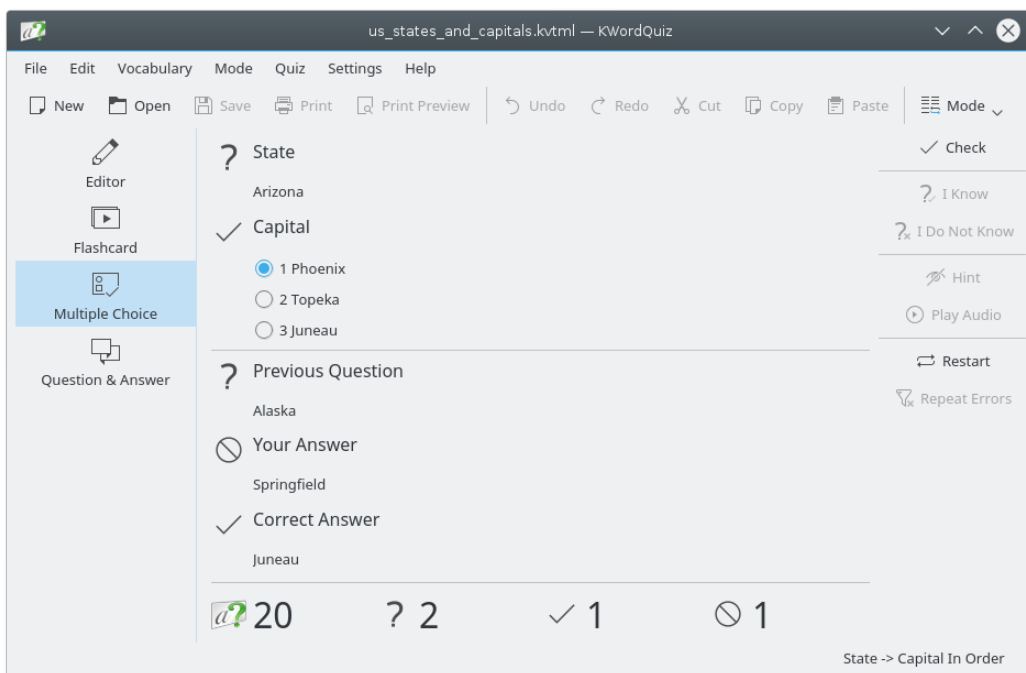 us_states_and_capitals.kvtml — KWordQuiz
File Edit Vocabulary Mode Quiz Settings Help
New Open Save Print Print Preview Undo Redo Cut Copy Paste Mode
Editor
Flashcard
Multiple Choice
Question & Answer
? State
Arizona
Capital
1 Phoenix
2 Topeka
3 Juneau
? Previous Question
Alaska
Your Answer
Springfield
Correct Answer
Juneau
a? 20 ? 2 1 1
Check
I Know
I Do Not Know
Hint
Play Audio
Restart
Repeat Errors
State -> Capital In Order